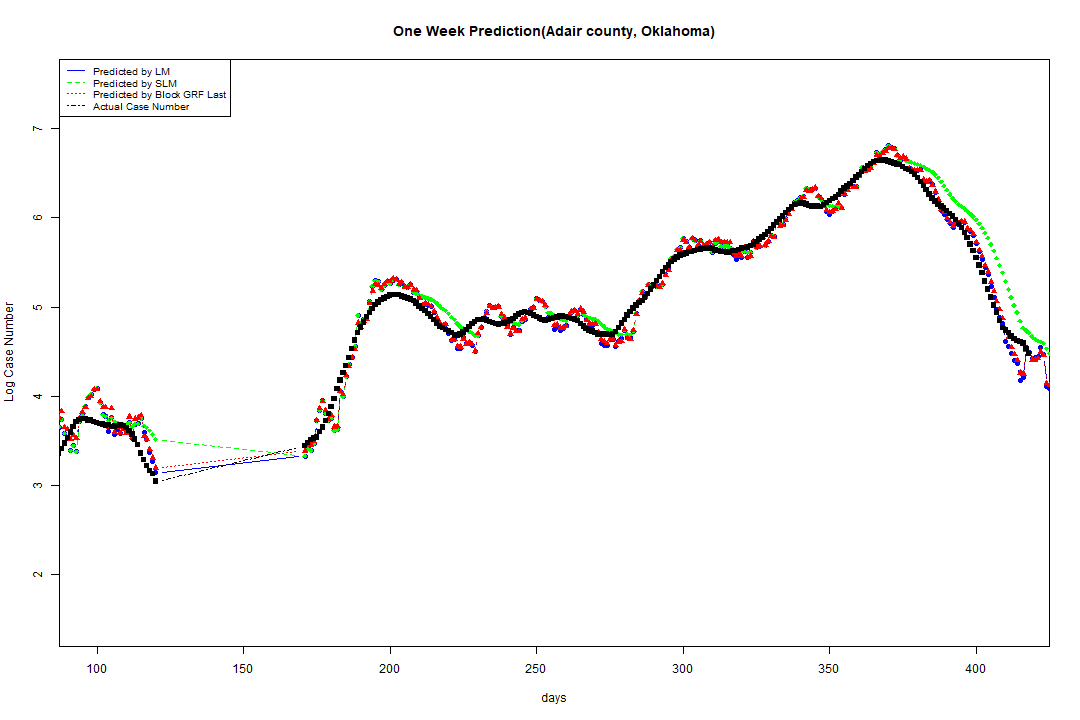 One Week Prediction(Adair county, Oklahoma)
Predicted by LM
Predicted by SLM
Predicted by Block GRF Last
Actual Case Number
7
6
5
4
3
2
Log Case Number
100 150 200 250 300 350 400
days